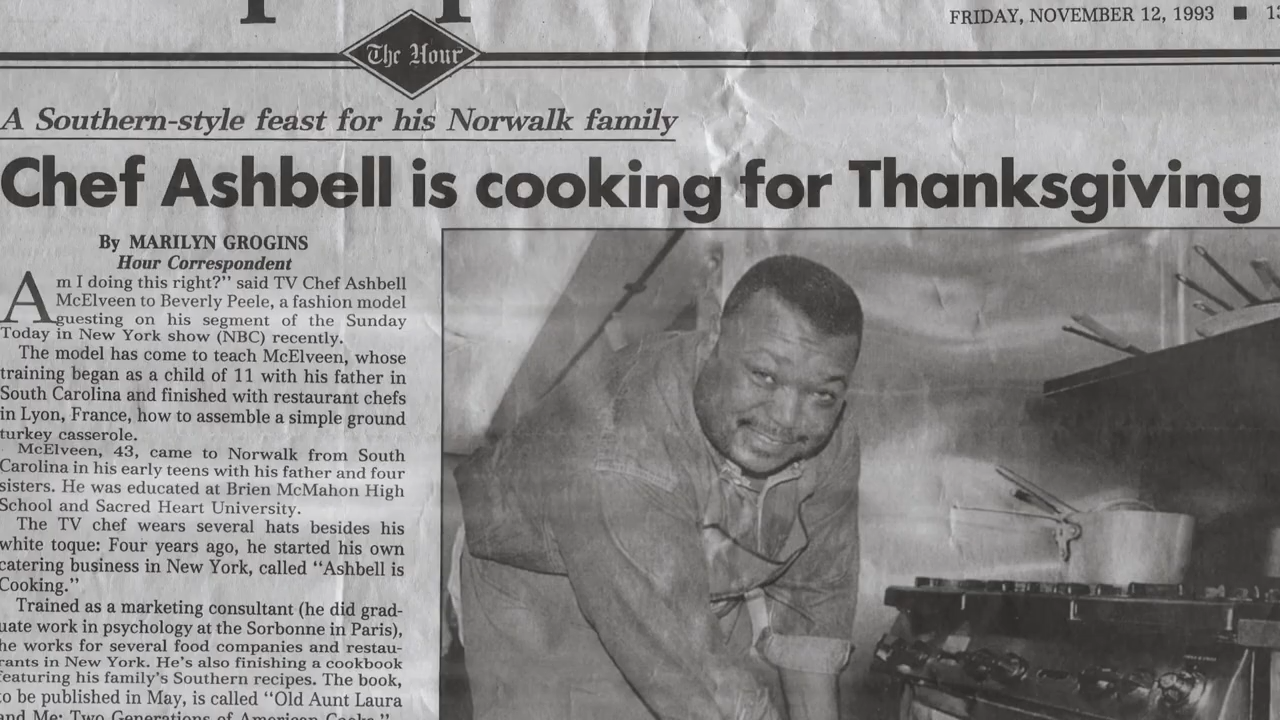 FRIDAY, NOVEMBER 12, 1993 ■
The Hour
A Southern-style feast for his Norwalk family
Chef Ashbell is cooking for Thanksgiving
By MARILYN GROGINS
Hour Correspondent
Am I doing this right?" said TV Chef Ashbell
McElveen to Beverly Peele, a fashion model
guesting on his segment of the Sunday
Today in New York show (NBC) recently.
The model has come to teach McElveen, whose
training began as a child of 11 with his father in
South Carolina and finished with restaurant chefs
in Lyon, France, how to assemble a simple ground
turkey casserole.
McElveen, 43, came to Norwalk from South
Carolina in his early teens with his father and four
sisters. He was educated at Brien McMahon High
School and Sacred Heart University.
The TV chef wears several hats besides his
white toque: Four years ago, he started his own
catering business in New York, called "Ashbell is
Cooking."
Trained as a marketing consultant (he did grad-
uate work in psychology at the Sorbonne in Paris),
he works for several food companies and restau-
rants in New York. He's also finishing a cookbook
featuring his family's Southern recipes. The book,
to be published in May, is called "Old Aunt Laura
and Me: Two Generations of American Cooks."